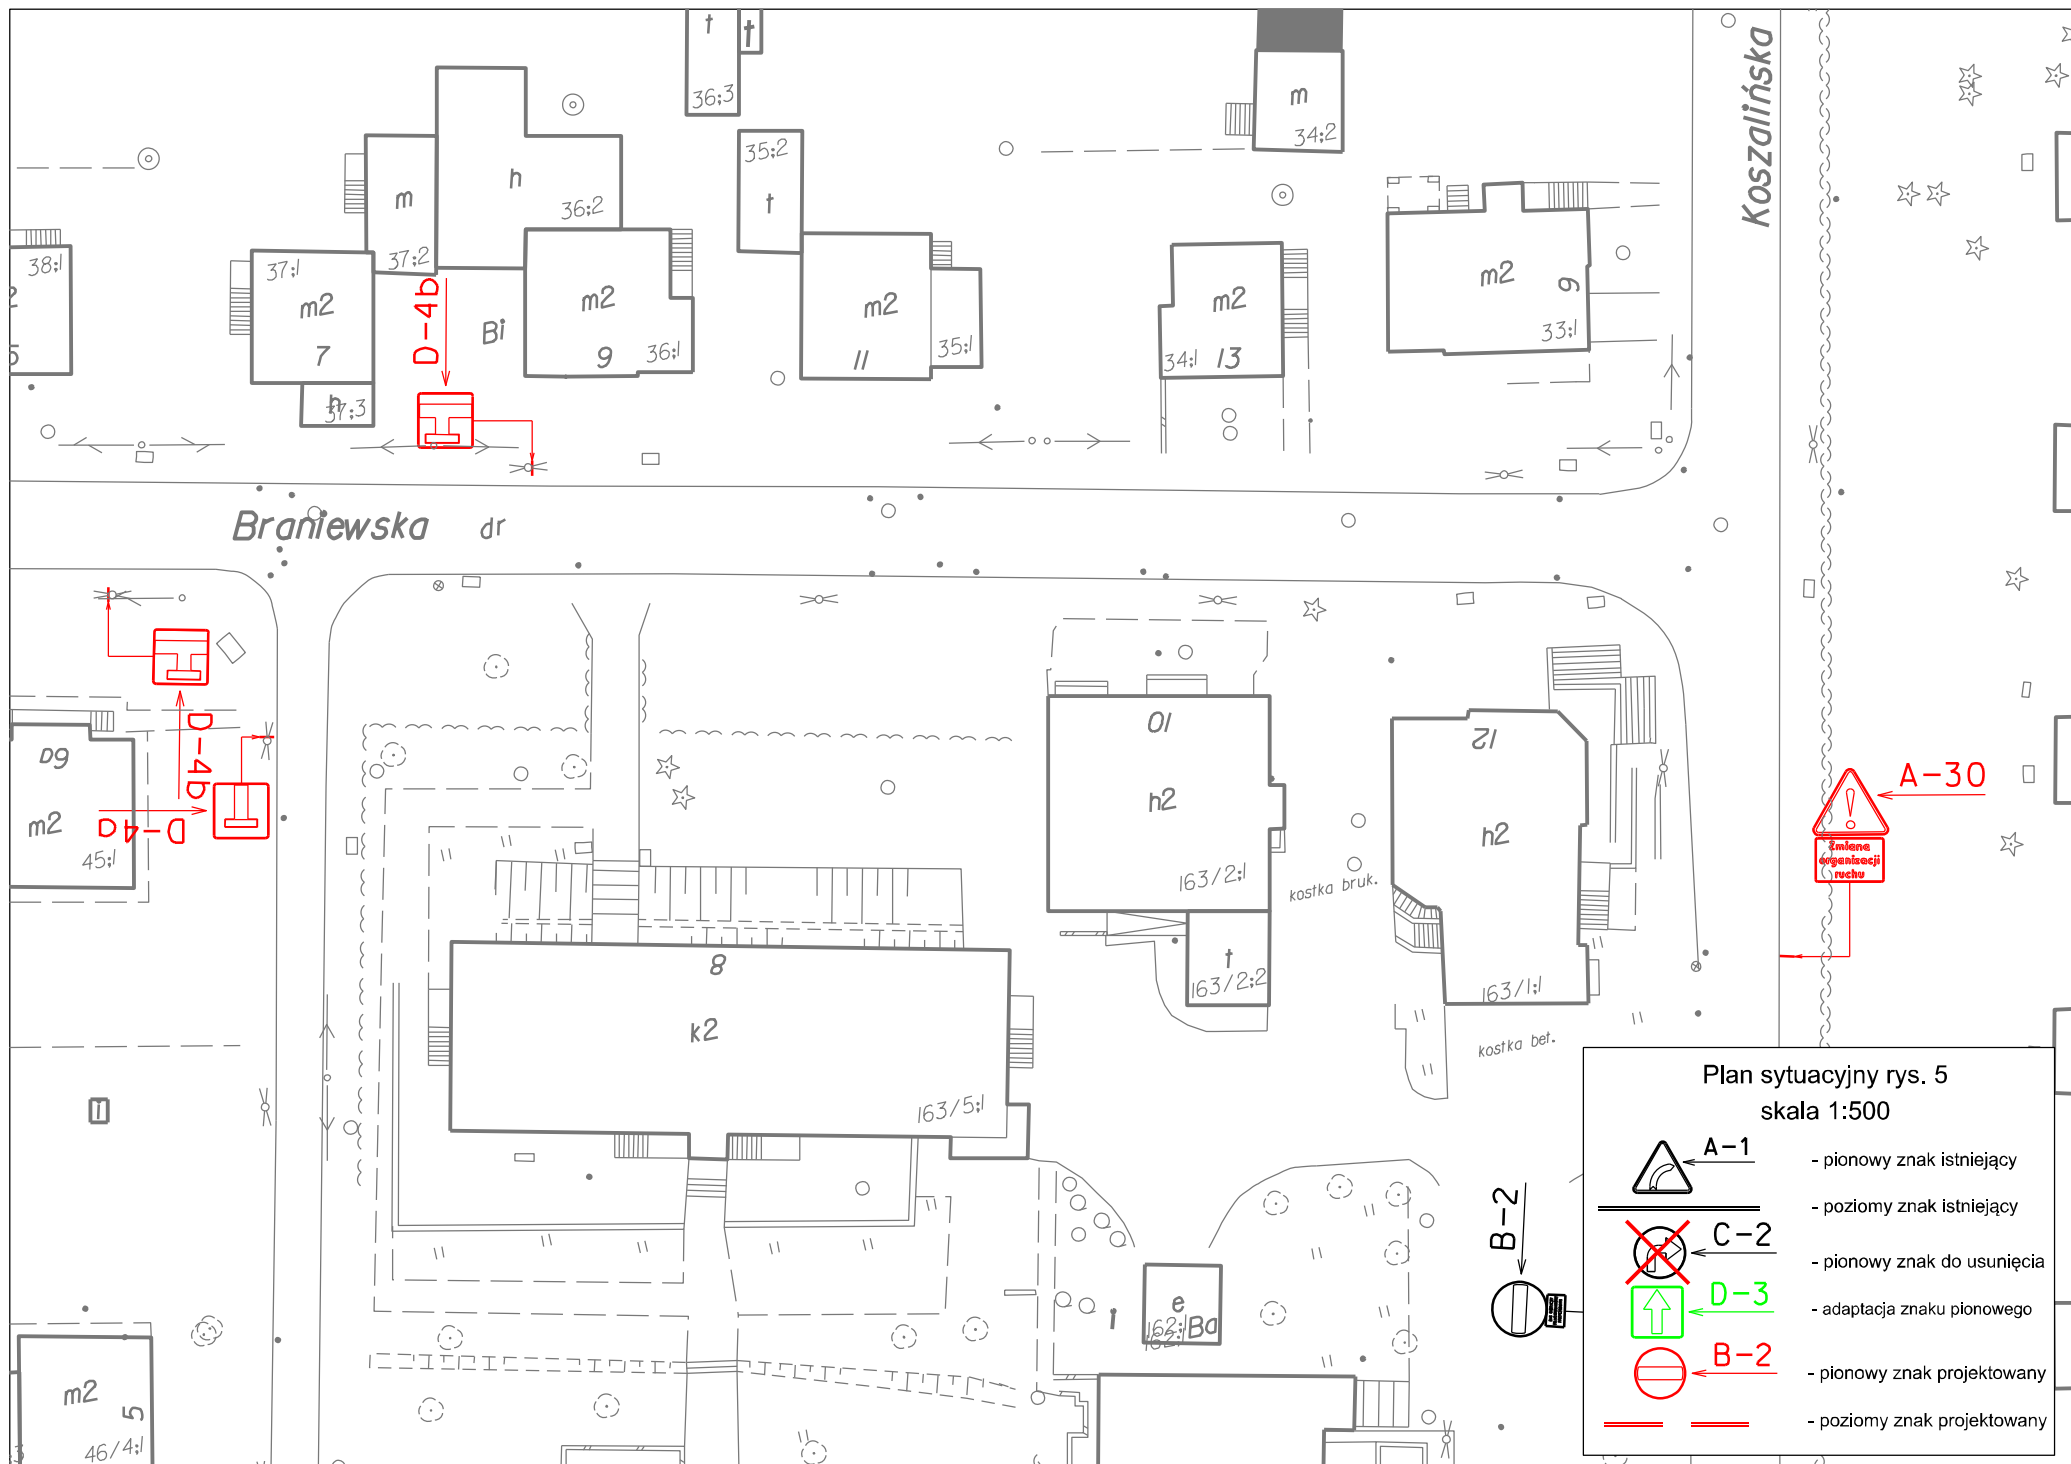 t
t
36;3
m
34;2
Koszalińska
h
36;2
m
37;2
35;2
t
38;1
37;1
m2
7
h
37;3
D-4b
Bi
m2
9
36;1
m2
11
35;1
m2
34;1
13
m2
9
33;1
5
Braniewska
dr
D-4b
D9
m2
45;1
D-4a
01
h2
163/2;1
12
h2
kostka bruk.
A-30
Zmiana
organizacji
ruchu
8
k2
163/5;1
t
163/2;2
163/1;1
kostka bet.
i
B-2
e
162;1
Ba
i
m2
5
46/4;1
Plan sytuacyjny rys. 5
skala 1:500
A-1
- pionowy znak istniejący
- poziomy znak istniejący
C-2
- pionowy znak do usunięcia
D-3
- adaptacja znaku pionowego
B-2
- pionowy znak projektowany
- poziomy znak projektowany